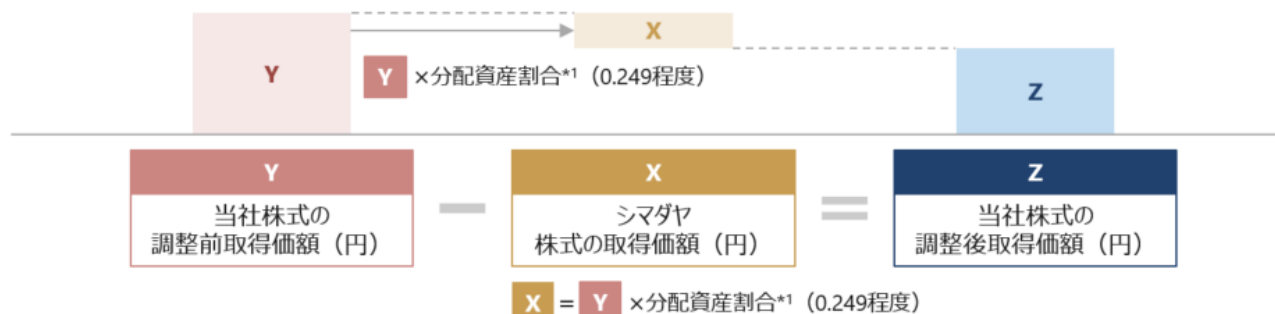 Y
X
Y ×分配資産割合*1（0.249程度）
Z
Y
X
Z
当社株式の
調整前取得価額（円）
シマダヤ
株式の取得価額（円）
当社株式の
調整後取得価額（円）
X = Y ×分配資産割合*1（0.249程度）